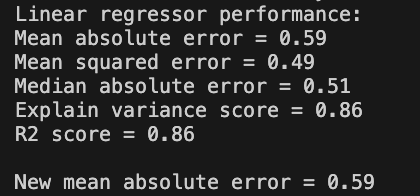 Linear regressor performance:
Mean absolute error = 0.59
Mean squared error = 0.49
Median absolute error = 0.51
Explain variance score = 0.86
R2 score = 0.86
New mean absolute error = 0.59